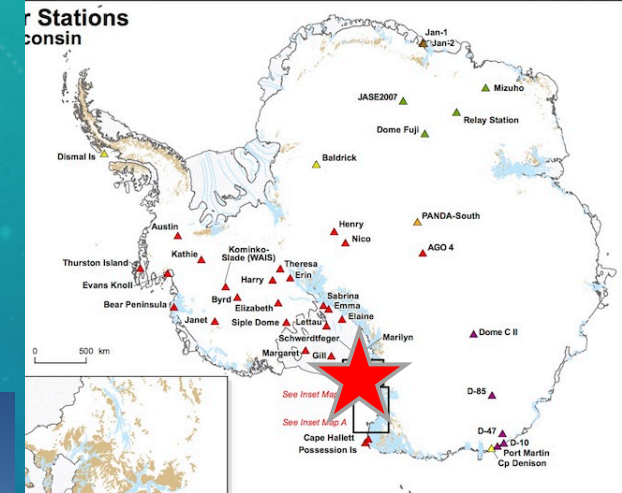 r Stations
consin
Jan-1
Jan-2
Mizuho
JASE2007
Relay Station
Dome Fuji
Dismal Is
Baldrick
PANDA-South
Austin
Henry
Nico
AGO 4
Kominko-
Slade (WAIS)
Kathie
Theresa
Thurston Island
Erin
Harry
Evans Knoll
Byrd
Sabrina
Bear Peninsula
Elizabeth
Emma
Elaine
Janet
Siple Dome
Lettau
Dome C II
Schwerdtfeger
Marilyn
Margaret
Gill
0 500 km
D-85
See Inset Ma
See Inset Map A
D-47
Cape Hallett
D-10
Possession Is
Port Martin
Cp Denison